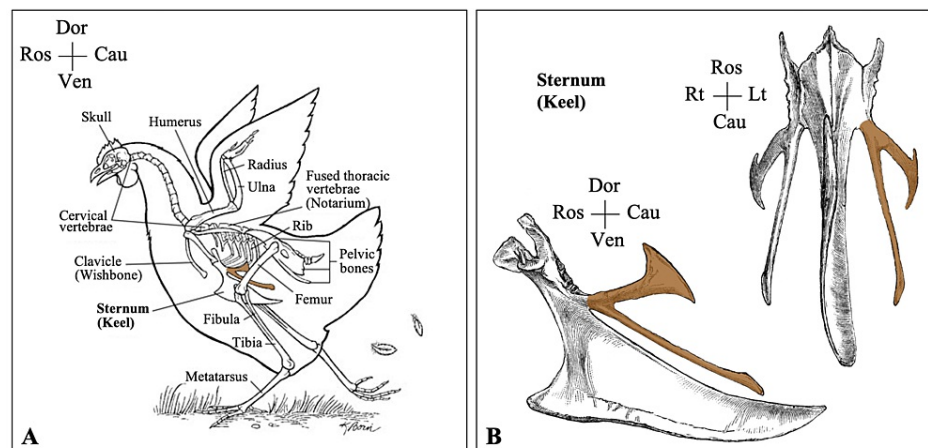 Dor
Ros Cau
Ven
Skull
Humerus
Radius
Ulna
Fused thoracic
vertebrae
(Notarium)
Cervical
vertebrae
Rib
Pelvic
bones
Clavicle
(Wishbone)
Sternum
(Keel)
Femur
Fibula
Tibia
Metatarsus
A
Sternum
(Keel)
Ros
Rt Lt
Cau
Dor
Ros Cau
Ven
B